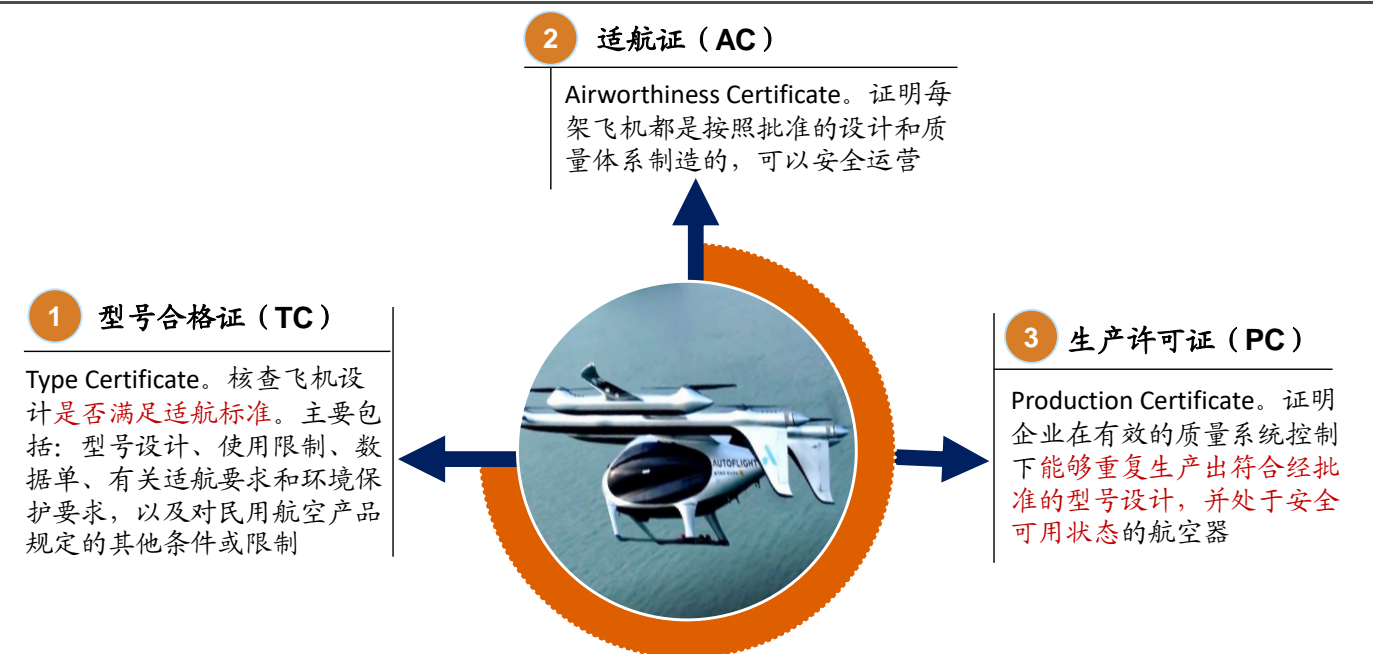 2
适航证（AC）
Airworthiness Certificate。证明每
架飞机都是按照批准的设计和质
量体系制造的，可以安全运营
1
型号合格证（TC）
Type Certificate。核查飞机设
计是否满足适航标准。主要包
括：型号设计、使用限制、数
据单、有关适航要求和环境保
护要求，以及对民用航空产品
规定的其他条件或限制
AUTOFLIGHT
3
生产许可证（PC）
Production Certificate。证明
企业在有效的质量系统控制
下能够重复生产出符合经批
准的型号设计，并处于安全
可用状态的航空器